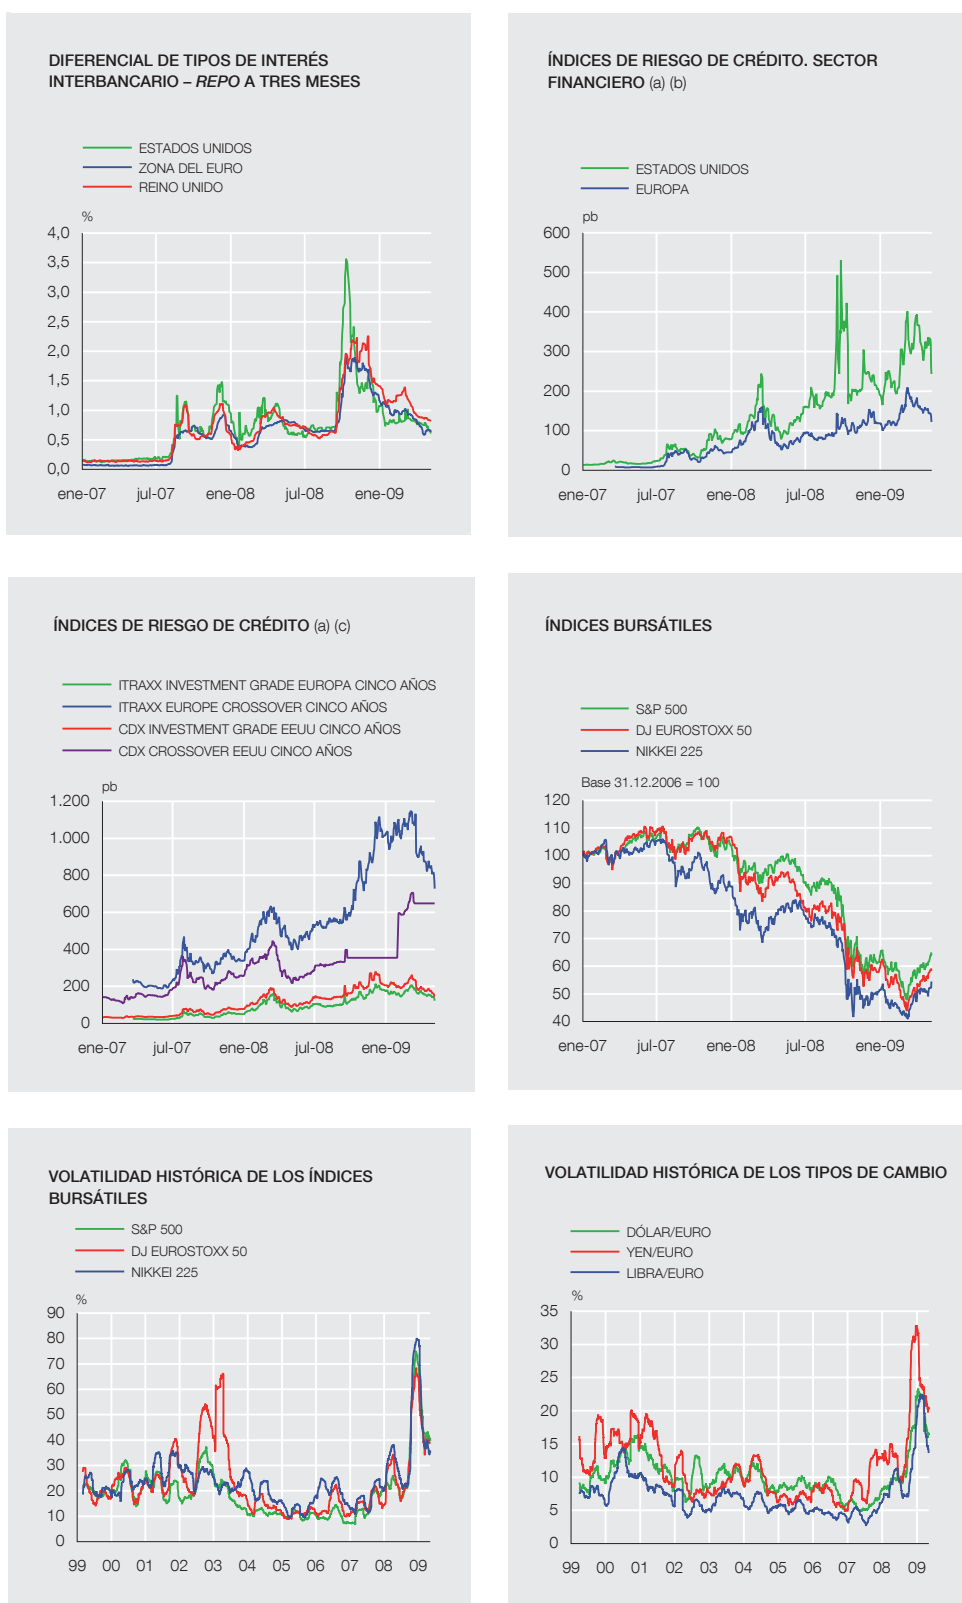 DIFERENCIAL DE TIPOS DE INTERÉS
INTERBANCARIO – REPO A TRES MESES
ESTADOS UNIDOS
ZONA DEL EURO
REINO UNIDO
%
4,0
3,5
3,0
2,5
2,0
1,5
1,0
0,5
0,0
ene-07 jul-07 ene-08 jul-08 ene-09
ÍNDICES DE RIESGO DE CRÉDITO. SECTOR
FINANCIERO (a) (b)
ESTADOS UNIDOS
EUROPA
pb
600
500
400
300
200
100
0
ene-07 jul-07 ene-08 jul-08 ene-09
ÍNDICES DE RIESGO DE CRÉDITO (a) (c)
ITRAXX INVESTMENT GRADE EUROPA CINCO AÑOS
ITRAXX EUROPE CROSSOVER CINCO AÑOS
CDX INVESTMENT GRADE EEUU CINCO AÑOS
CDX CROSSOVER EEUU CINCO AÑOS
pb
1.200
1.000
800
600
400
200
0
ene-07 jul-07 ene-08 jul-08 ene-09
ÍNDICES BURSÁTILES
S&P 500
DJ EUROSTOXX 50
NIKKEI 225
Base 31.12.2006 = 100
120
110
100
90
80
70
60
50
40
ene-07 jul-07 ene-08 jul-08 ene-09
VOLATILIDAD HISTÓRICA DE LOS ÍNDICES
BURSÁTILES
S&P 500
DJ EUROSTOXX 50
NIKKEI 225
%
90
80
70
60
50
40
30
20
10
0
99 00 01 02 03 04 05 06 07 08 09
VOLATILIDAD HISTÓRICA DE LOS TIPOS DE CAMBIO
DÓLAR/EURO
YEN/EURO
LIBRA/EURO
%
35
30
25
20
15
10
5
0
99 00 01 02 03 04 05 06 07 08 09